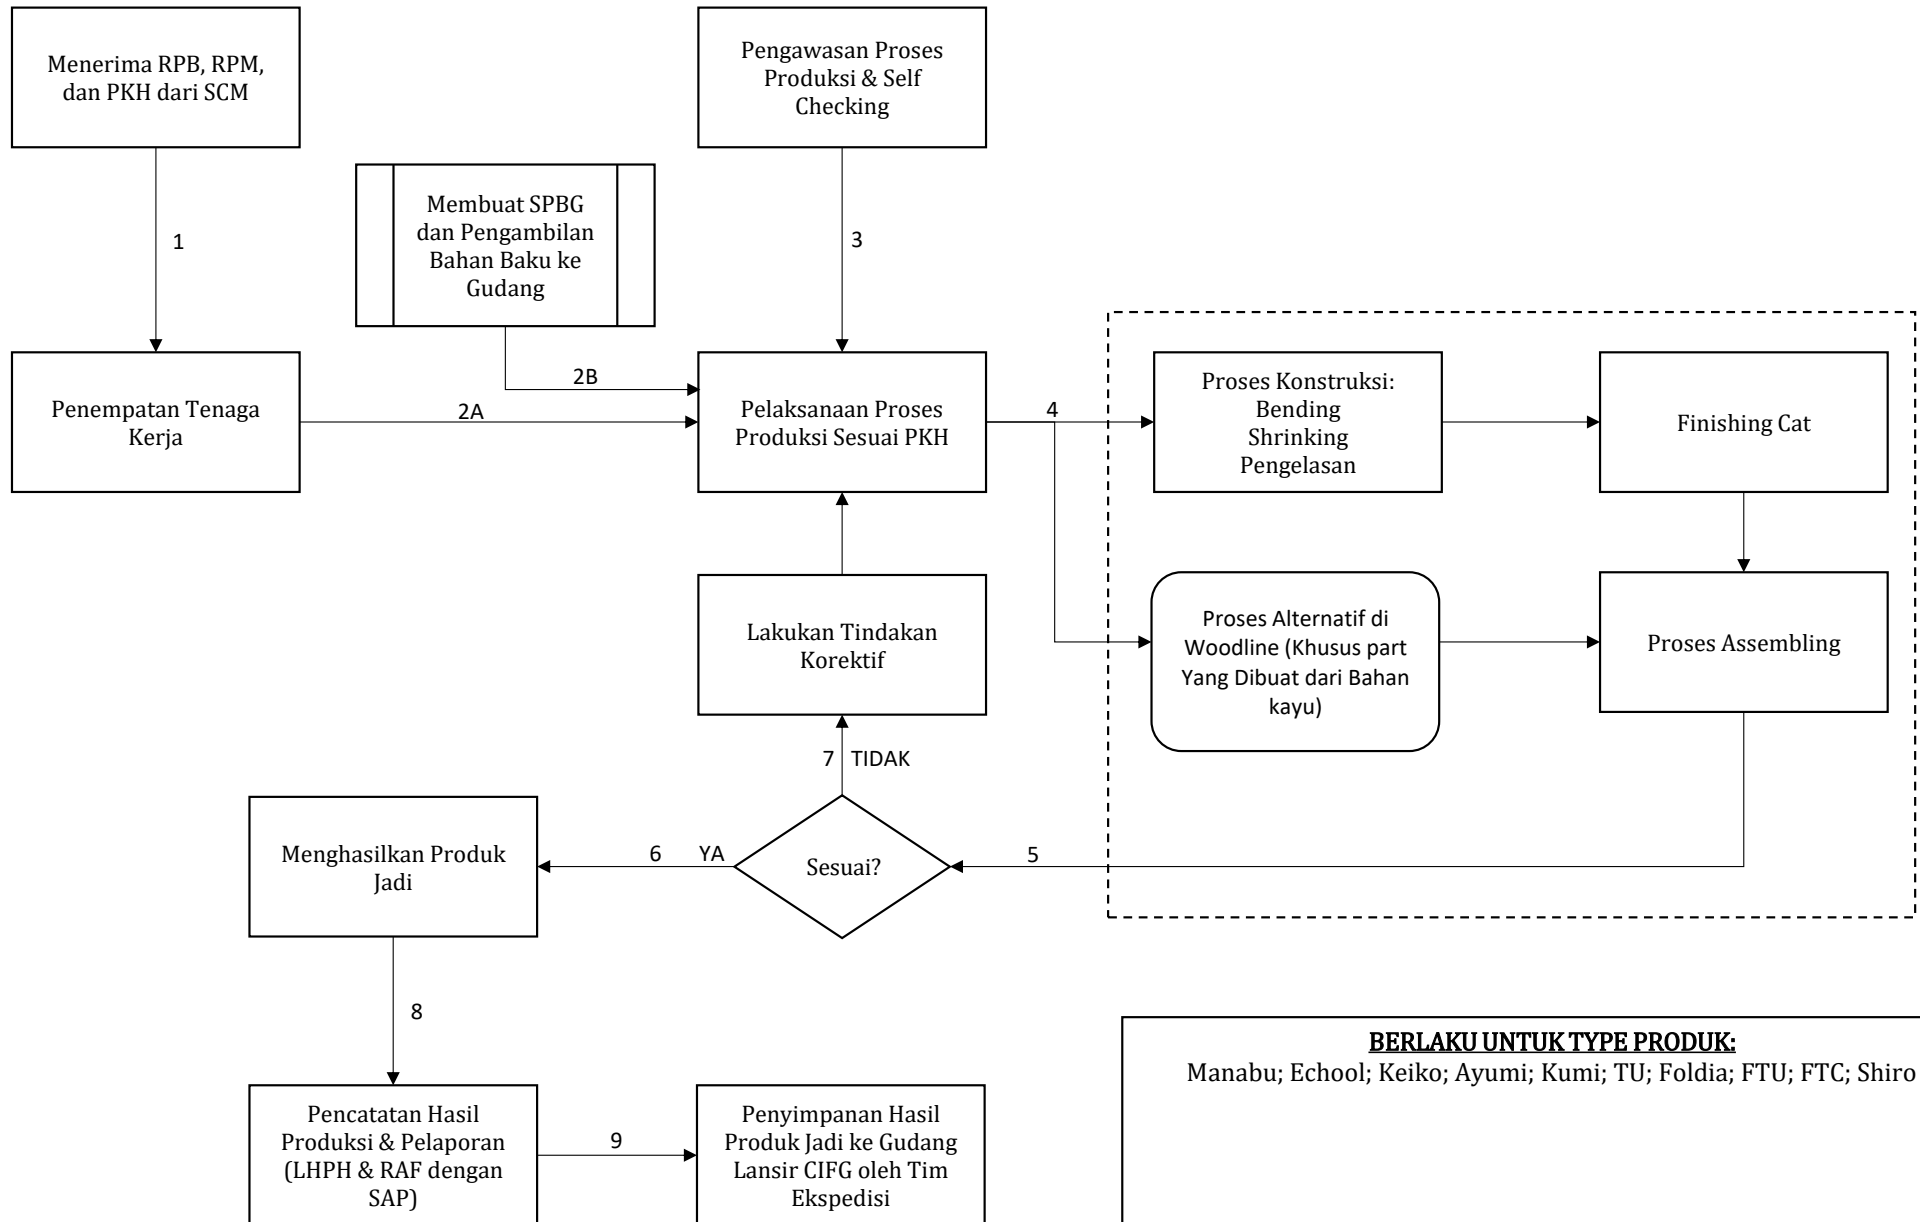 Menerima RPB, RPM,
dan PKH dari SCM
Pengawasan Proses
Produksi & Self
Checking
1
Membuat SPBG
dan Pengambilan
Bahan Baku ke
Gudang
3
Penempatan Tenaga
Kerja
2A
2B
Pelaksanaan Proses
Produksi Sesuai PKH
4
Proses Konstruksi:
Bending
Shrinking
Pengelasan
Finishing Cat
Lakukan Tindakan
Korektif
Proses Alternatif di
Woodline (Khusus part
Yang Dibuat dari Bahan
kayu)
Proses Assembling
7 TIDAK
Menghasilkan Produk
Jadi
6 YA
Sesuai?
5
8
Pencatatan Hasil
Produksi & Pelaporan
(LHPH & RAF dengan
SAP)
9
Penyimpanan Hasil
Produk Jadi ke Gudang
Lansir CIFG oleh Tim
Ekspedisi
BERLAKU UNTUK TYPE PRODUK:
Manabu; Echool; Keiko; Ayumi; Kumi; TU; Foldia; FTU; FTC; Shiro